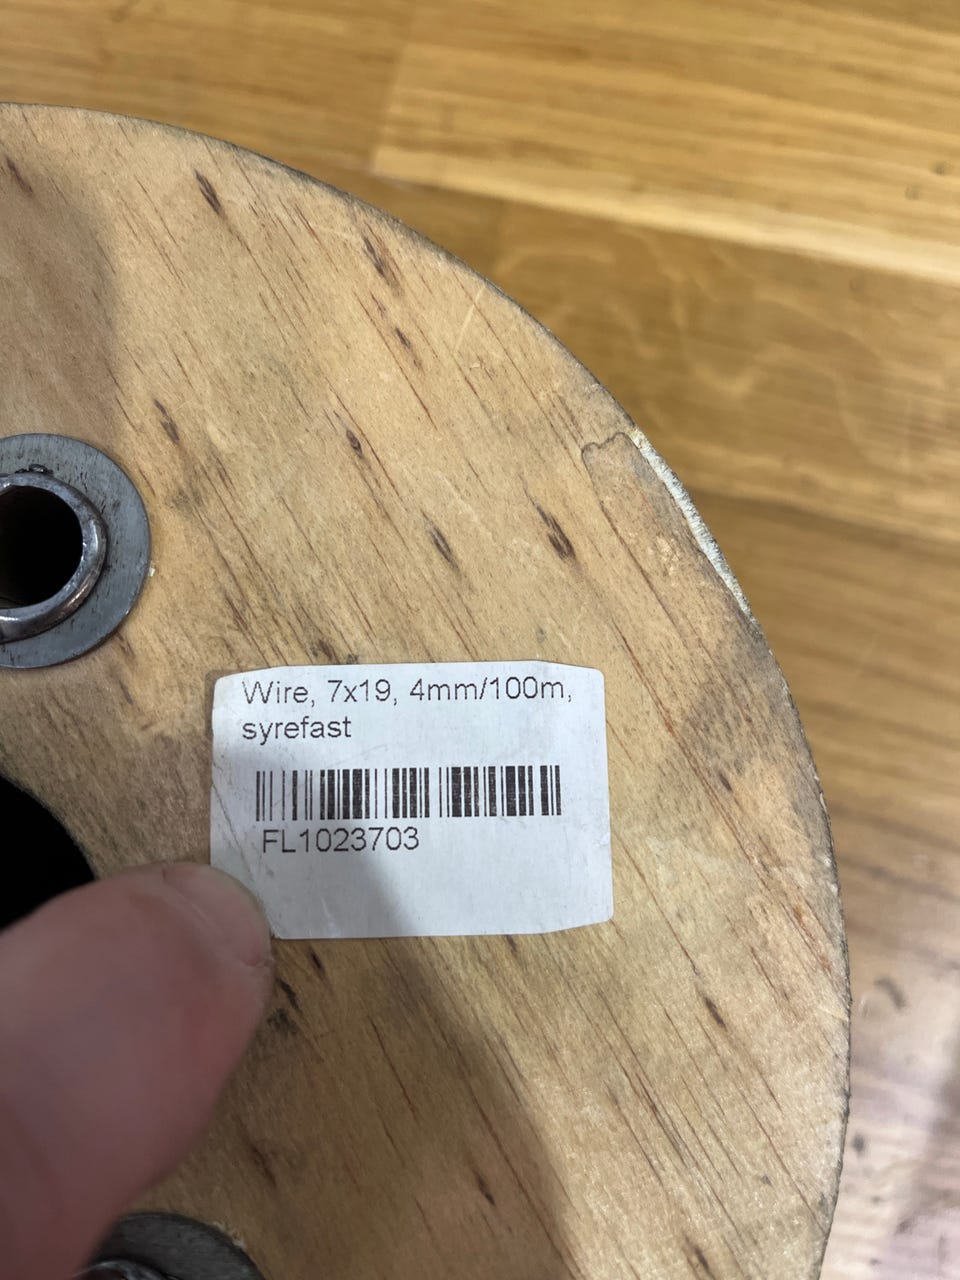 Wire, 7x19, 4mm/100m,
syrefast
FL1023703